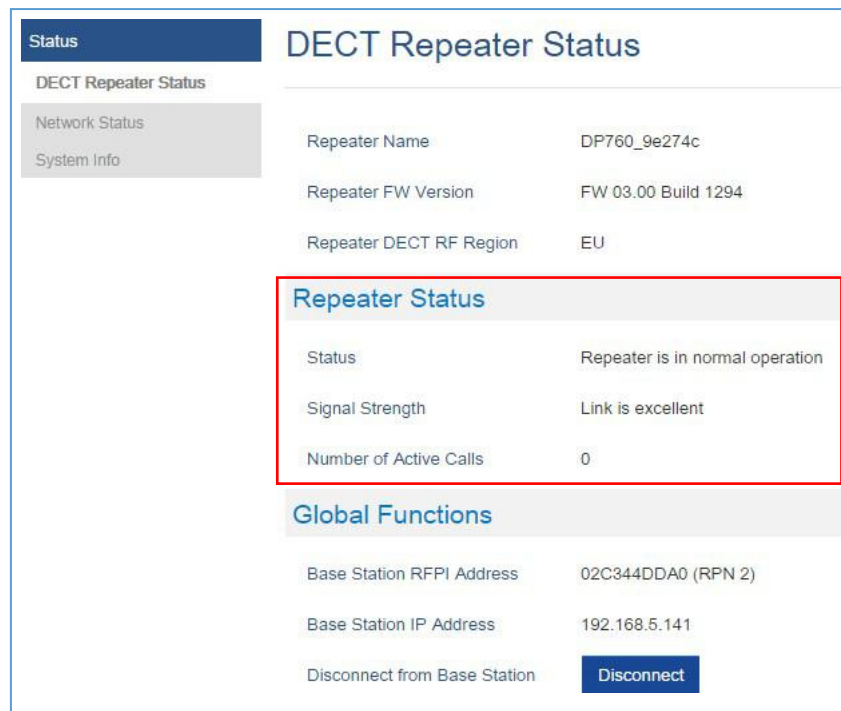 Status
DECT Repeater Status
Network Status
System Info
DECT Repeater Status
Repeater Name DP760_9e274c
Repeater FW Version FW 03.00 Build 1294
Repeater DECT RF Region EU
Repeater Status
Status Repeater is in normal operation
Signal Strength Link is excellent
Number of Active Calls 0
Global Functions
Base Station RFPI Address 02C344DDA0 (RPN 2)
Base Station IP Address 192.168.5.141
Disconnect from Base Station Disconnect